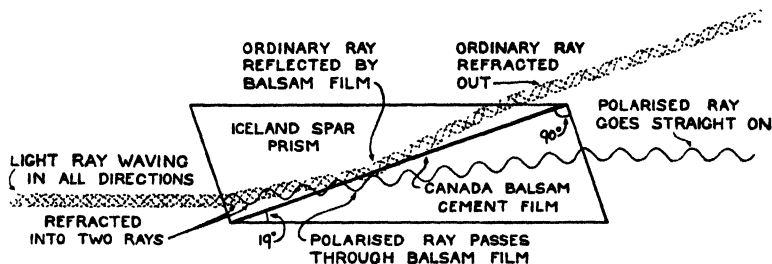 ORDINARY RAY
REFLECTED BY
BALSAM FILM
ORDINARY RAY
REFRACTED
OUT
POLARISED RAY
GOES STRAIGHT ON
ICELAND SPAR
PRISM
90°
LIGHT RAY WAVING
IN ALL DIRECTIONS
CANADA BALSAM
CEMENT FILM
REFRACTED
INTO TWO RAYS
19°
POLARISED RAY PASSES
THROUGH BALSAM FILM